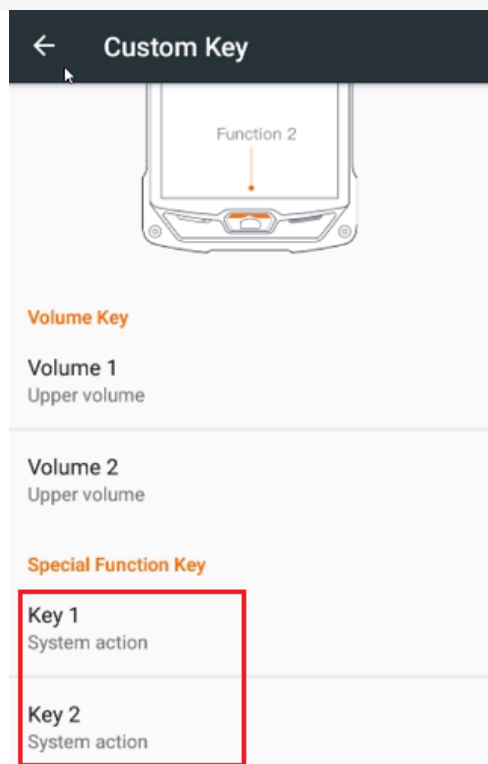 Custom Key
Function 2
Volume Key
Volume 1
Upper volume
Volume 2
Upper volume
Special Function Key
Key 1
System action
Key 2
System action